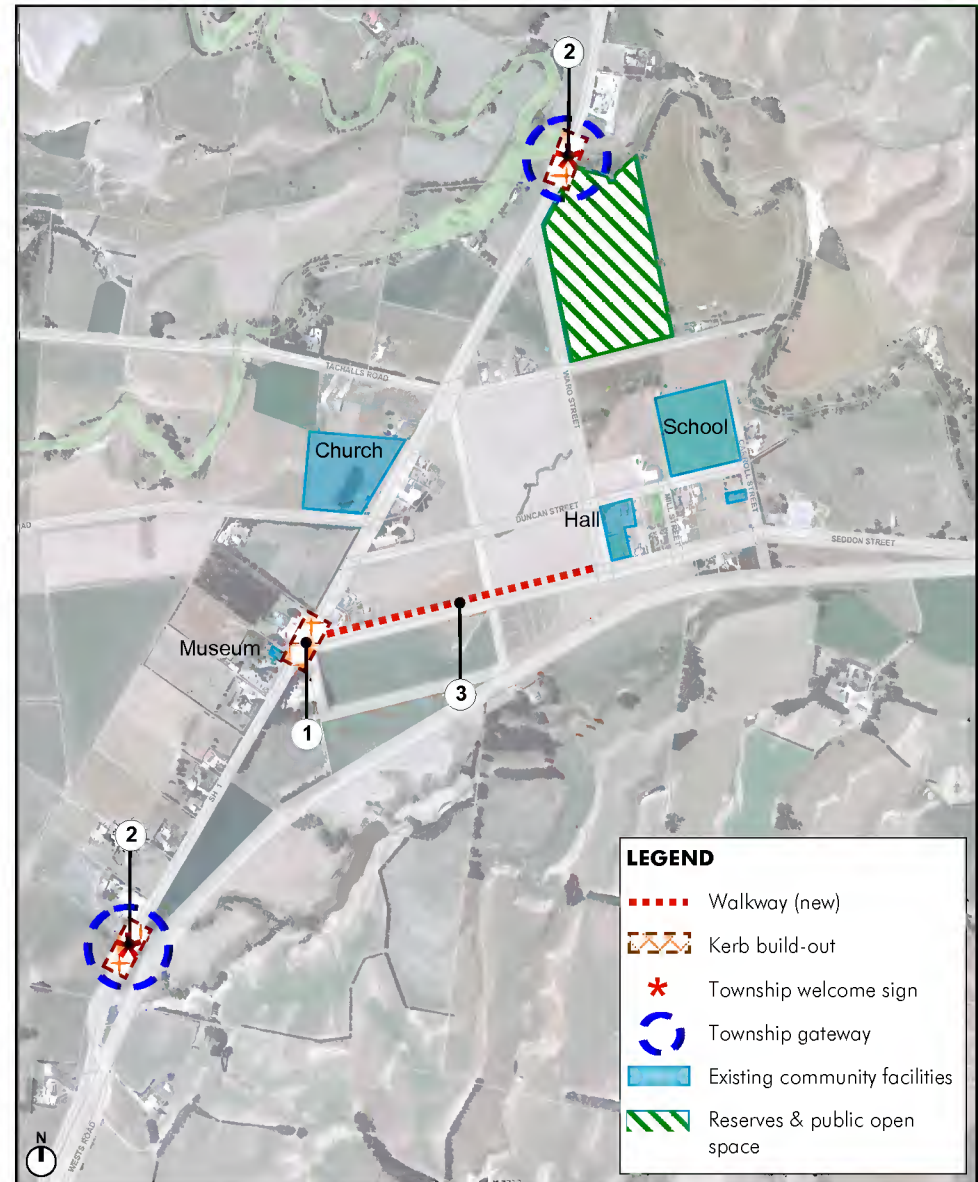 2
TACHALLS ROAD
WARD STREET
School
Church
CARROLL STREET
DUNCAN STREET
MILL STREET
Hall
SEDDON STREET
Museum
3
1
SH 1
2
WESTS ROAD
N
LEGEND
Walkway (new)
Kerb build-out
Township welcome sign
Township gateway
Existing community facilities
Reserves & public open
space